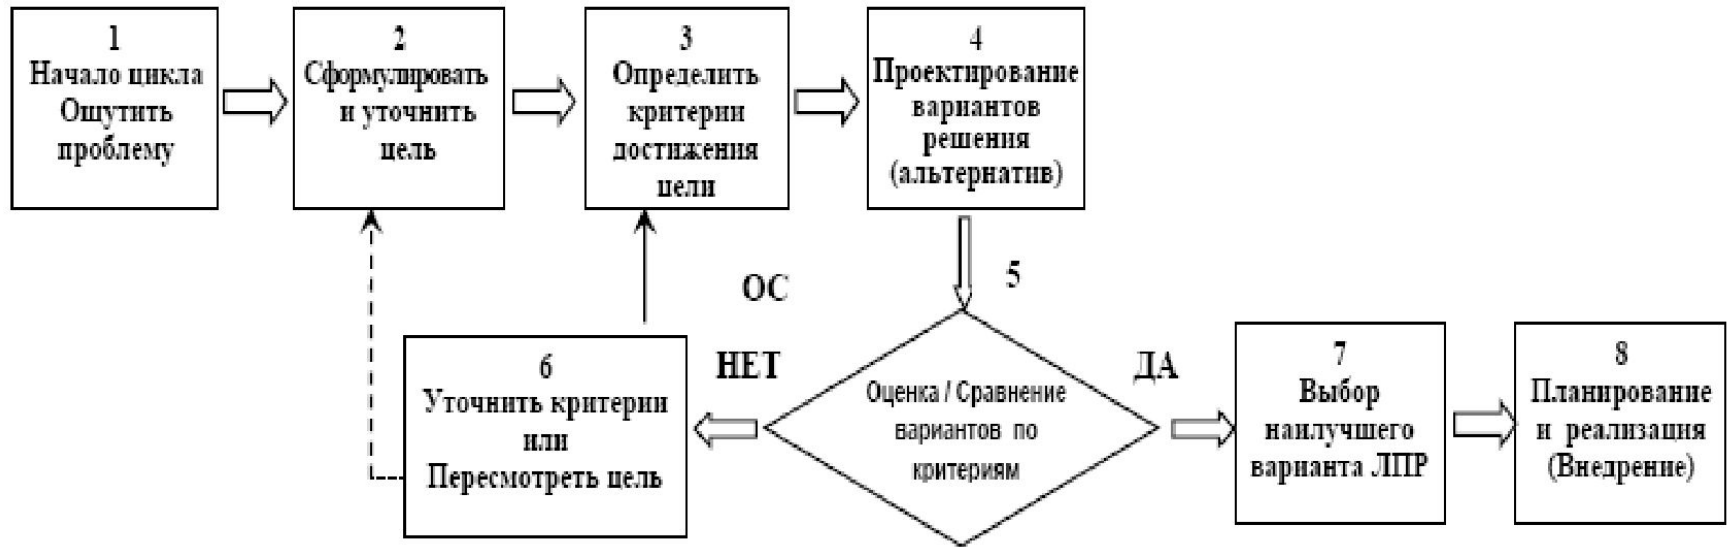 1
Начало цикла
Ощутить
проблему
2
Сформулировать
и уточнить
цель
3
Определить
критерии
достижения
цели
4
Проектирование
вариантов
решения
(альтернатив)
ОС
5
НЕТ
ДА
6
Уточнить критерии
или
Пересмотреть цель
Оценка / Сравнение
вариантов по
критериям
7
Выбор
наилучшего
варианта ЛПР
8
Планирование
и реализация
(Внедрение)